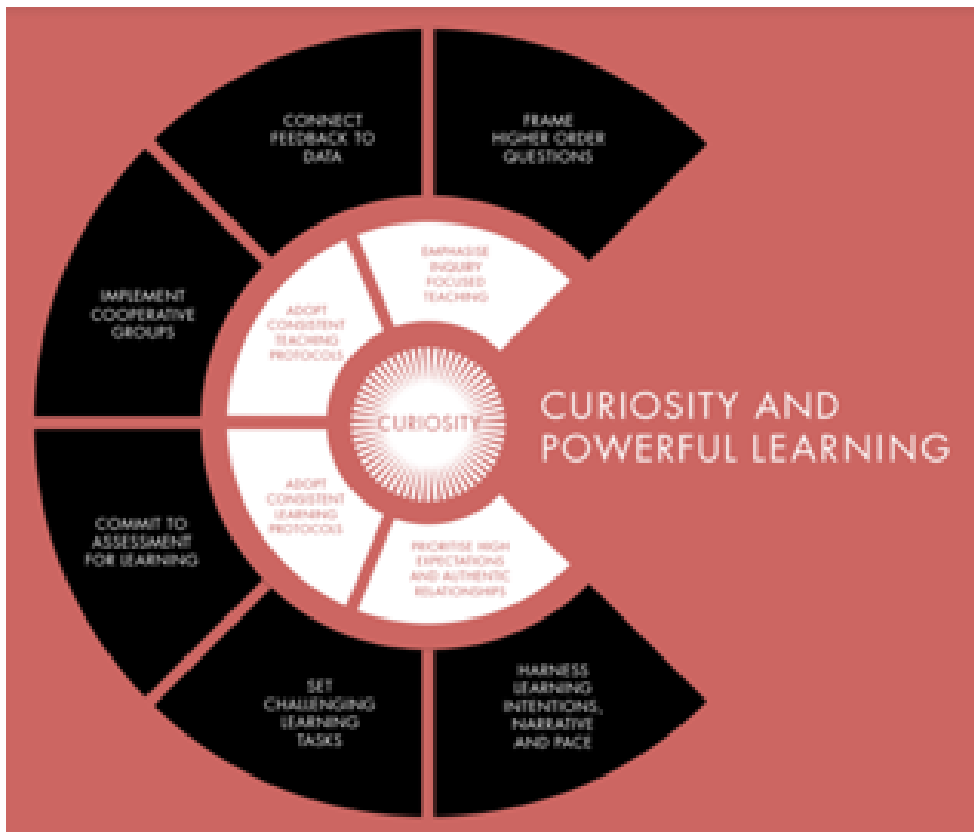 CONNECT
FEEDBACK TO
DATA
FRAME
HIGHER ORDER
QUESTIONS
IMPLEMENT
COOPERATIVE
GROUPS
ADOPT
CONSISTENT
TEACHING
PROTOCOLS
EMPHASISE
INQUIRY
FOCUSED
TEACHING
CURIOSITY
CURIOSITY AND
POWERFUL LEARNING
COMMIT TO
ASSESSMENT
FOR LEARNING
ADOPT
CONSISTENT
LEARNING
PROTOCOLS
PRIORITISE HIGH
EXPECTATIONS
AND AUTHENTIC
RELATIONSHIPS
SET
CHALLENGING
LEARNING
TASKS
HARNESS
LEARNING
INTENTIONS,
NARRATIVE
AND PACE